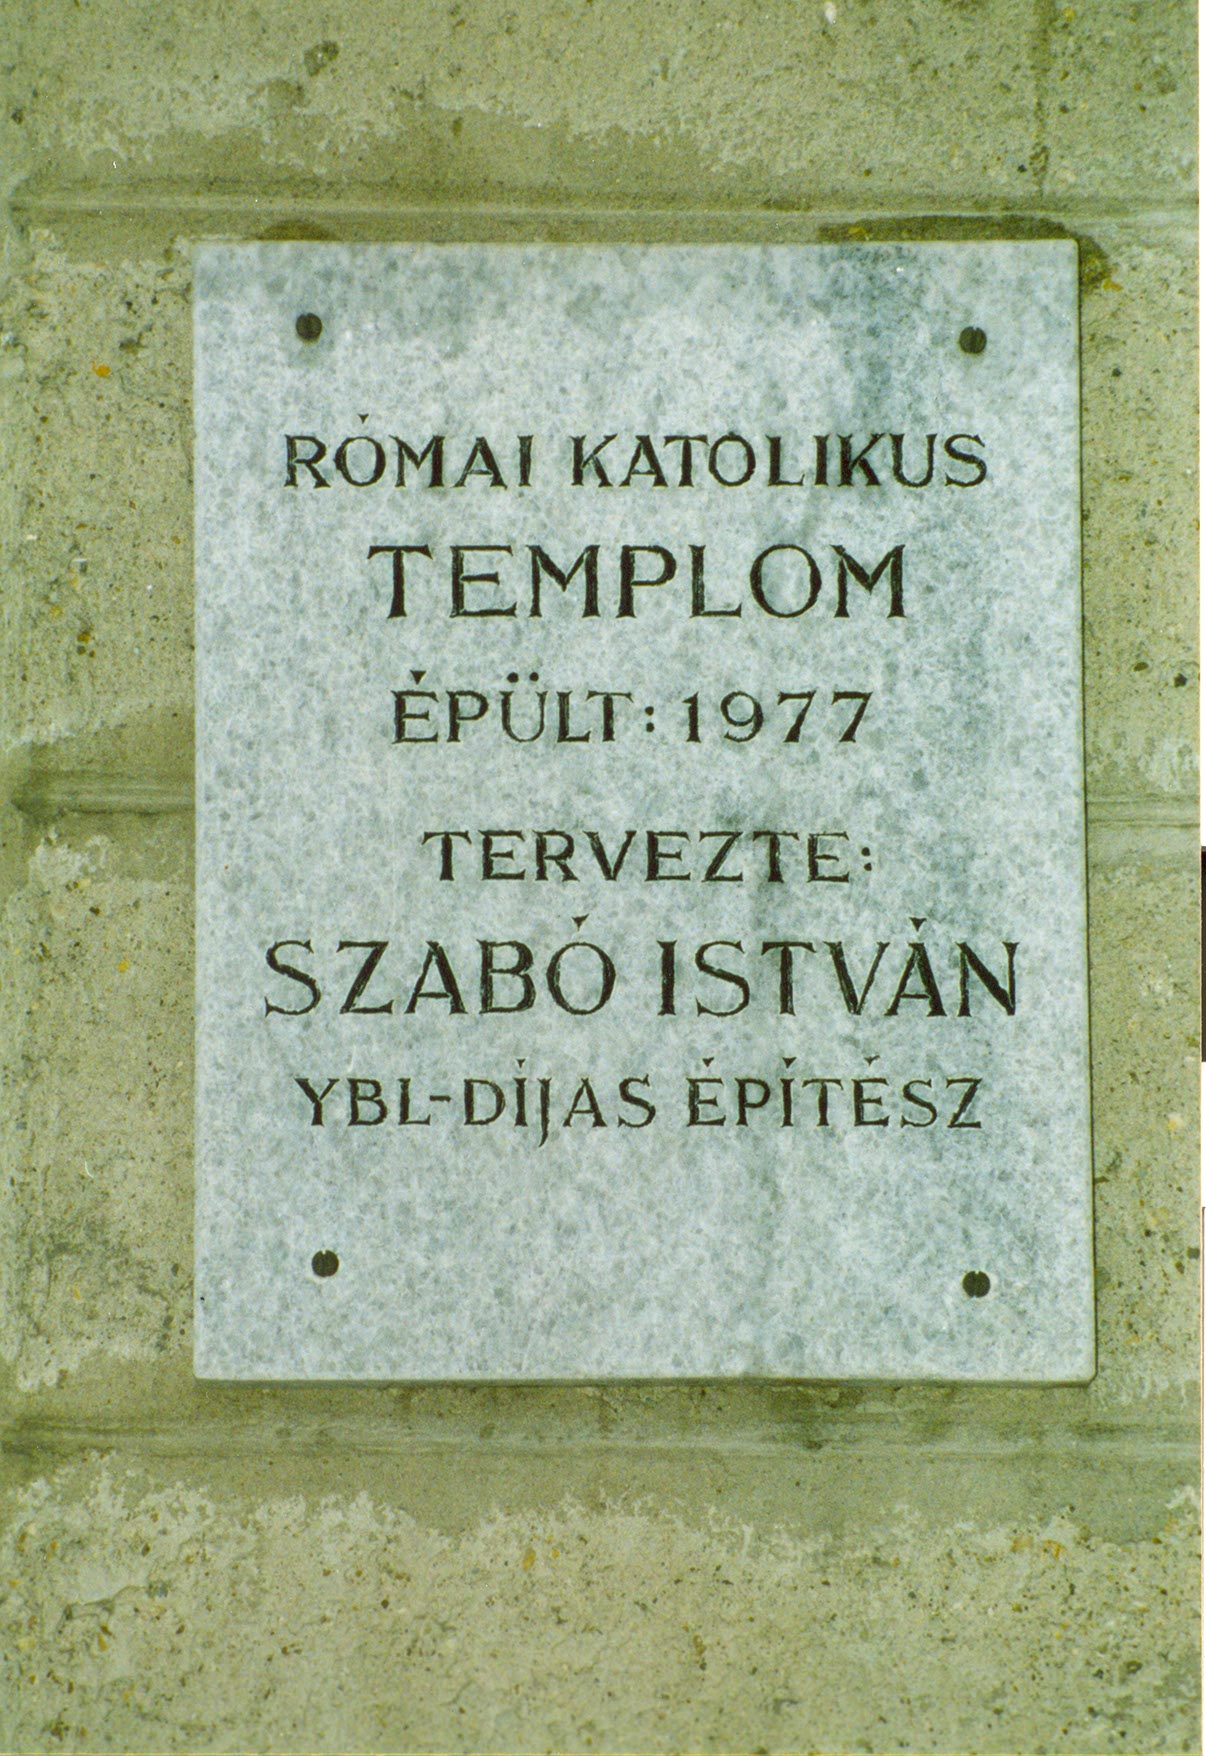 RÓMAI KATOLIKUS
TEMPLOM
ÉPÜLT: 1977
TERVEZTE:
SZABÓ ISTVÁN
YBL-DÍJAS ÉPÍTÉSZ